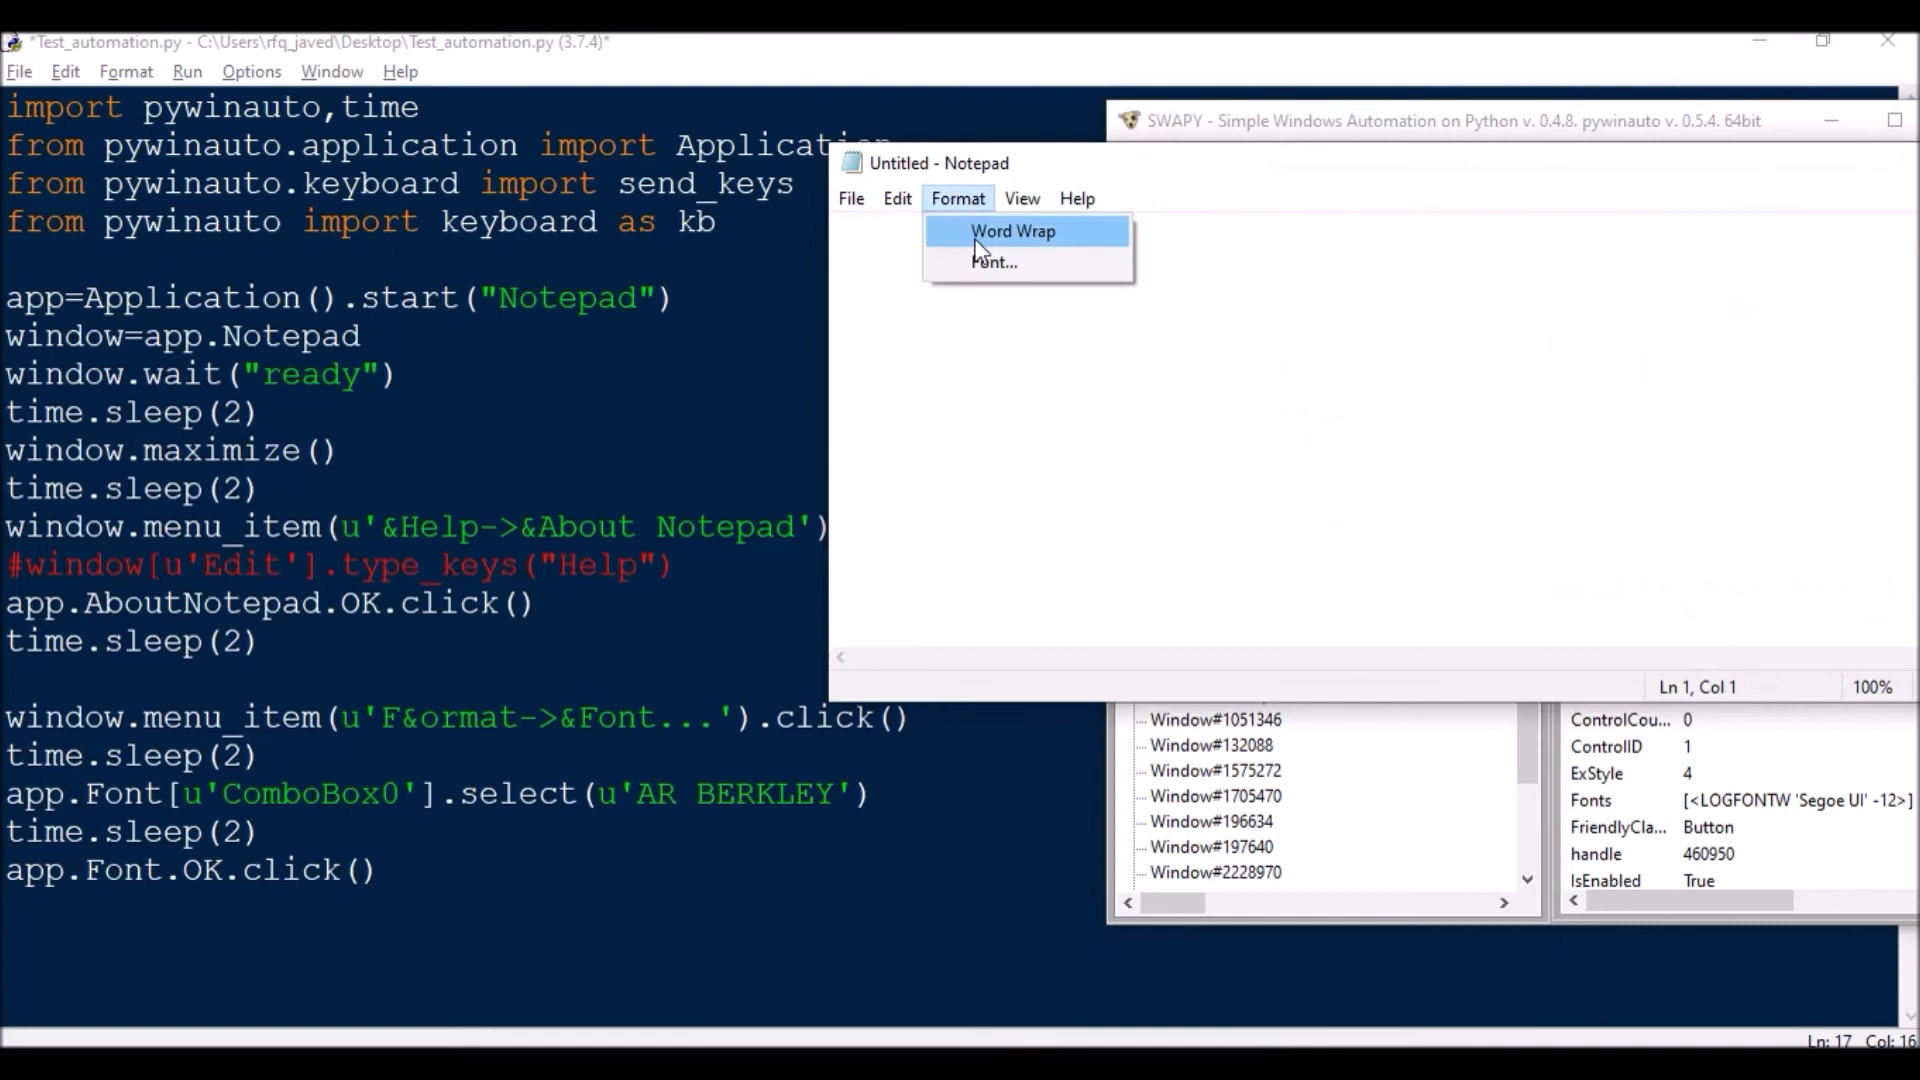 *Test_automation.py - C:\Users\rfq_javed\Desktop\Test_automation.py (3.7.4)*
File Edit Format Run Options Window Help
import pywinauto,time
from pywinauto.application import Application
from pywinauto.keyboard import send_keys
from pywinauto import keyboard as kb
app=Application().start("Notepad")
window=app.Notepad
window.wait("ready")
time.sleep(2)
window.maximize()
time.sleep(2)
window.menu_item(u'&Help->&About Notepad')
#window[u'Edit'].type_keys("Help")
app.AboutNotepad.OK.click()
time.sleep(2)
window.menu_item(u'F&ormat->&Font...').click()
time.sleep(2)
app.Font[u'ComboBox0'].select(u'AR BERKLEY')
time.sleep(2)
app.Font.OK.click()
SWAPY - Simple Windows Automation on Python v. 0.4.8. pywinauto v. 0.5.4. 64bit
Untitled - Notepad
File Edit Format View Help
Word Wrap
Font...
Ln 1, Col 1 100%
Window#1051346
Window#132088
Window#1575272
Window#1705470
Window#196634
Window#197640
Window#2228970
ControlCou... 0
ControlID 1
ExStyle 4
Fonts [<LOGFONTW 'Segoe UI' -12>]
FriendlyCla... Button
handle 460950
IsEnabled True
Ln: 17 Col: 16